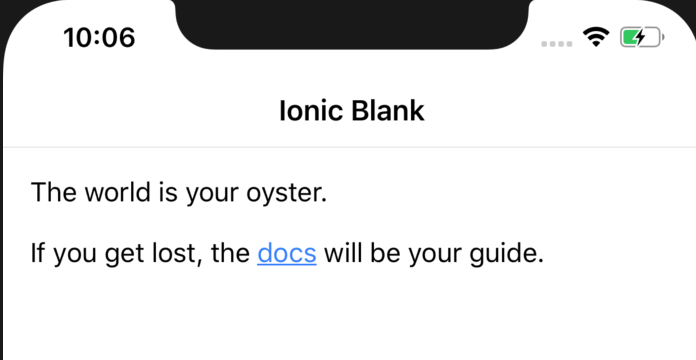 10:06
Ionic Blank
The world is your oyster.
If you get lost, the docs will be your guide.